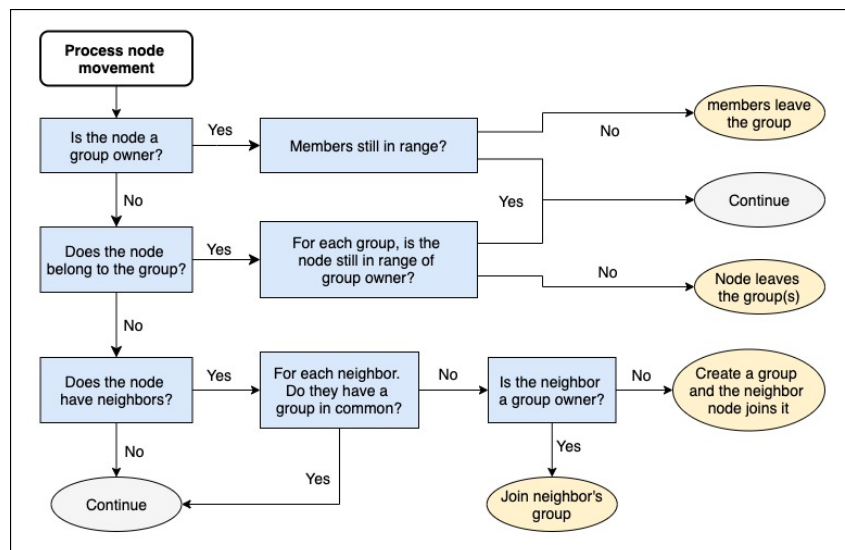 Process node
movement
Is the node a
group owner?
Yes
Members still in range?
No
members leave
the group
No
Yes
Continue
Does the node
belong to the group?
Yes
For each group, is the
node still in range of
group owner?
No
Node leaves
the group(s)
No
Does the node
have neighbors?
Yes
For each neighbor.
Do they have a
group in common?
No
Is the neighbor
a group owner?
No
Create a group
and the neighbor
node joins it
No
Yes
Yes
Continue
Join neighbor's
group